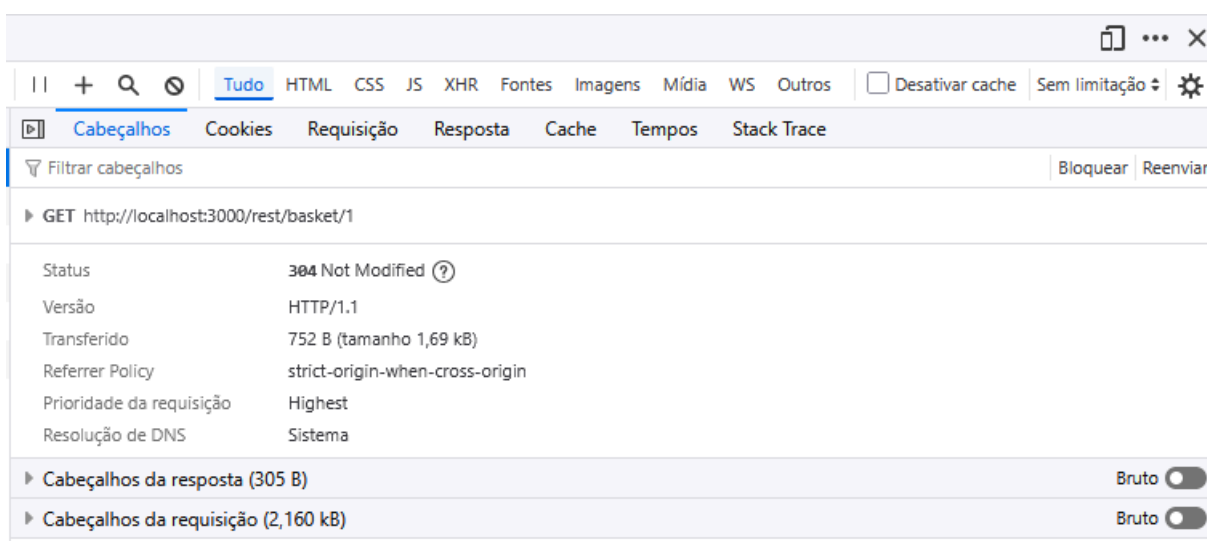 Tudo HTML CSS JS XHR Fontes Imagens Mídia WS Outros Desativar cache Sem limitação
Cabeçalhos Cookies Requisição Resposta Cache Tempos Stack Trace
Filtrar cabeçalhos Bloquear Reenviar
GET http://localhost:3000/rest/basket/1
Status 304 Not Modified ?
Versão HTTP/1.1
Transferido 752 B (tamanho 1,69 kB)
Referrer Policy strict-origin-when-cross-origin
Prioridade da requisição Highest
Resolução de DNS Sistema
Cabeçalhos da resposta (305 B) Bruto
Cabeçalhos da requisição (2,160 kB) Bruto